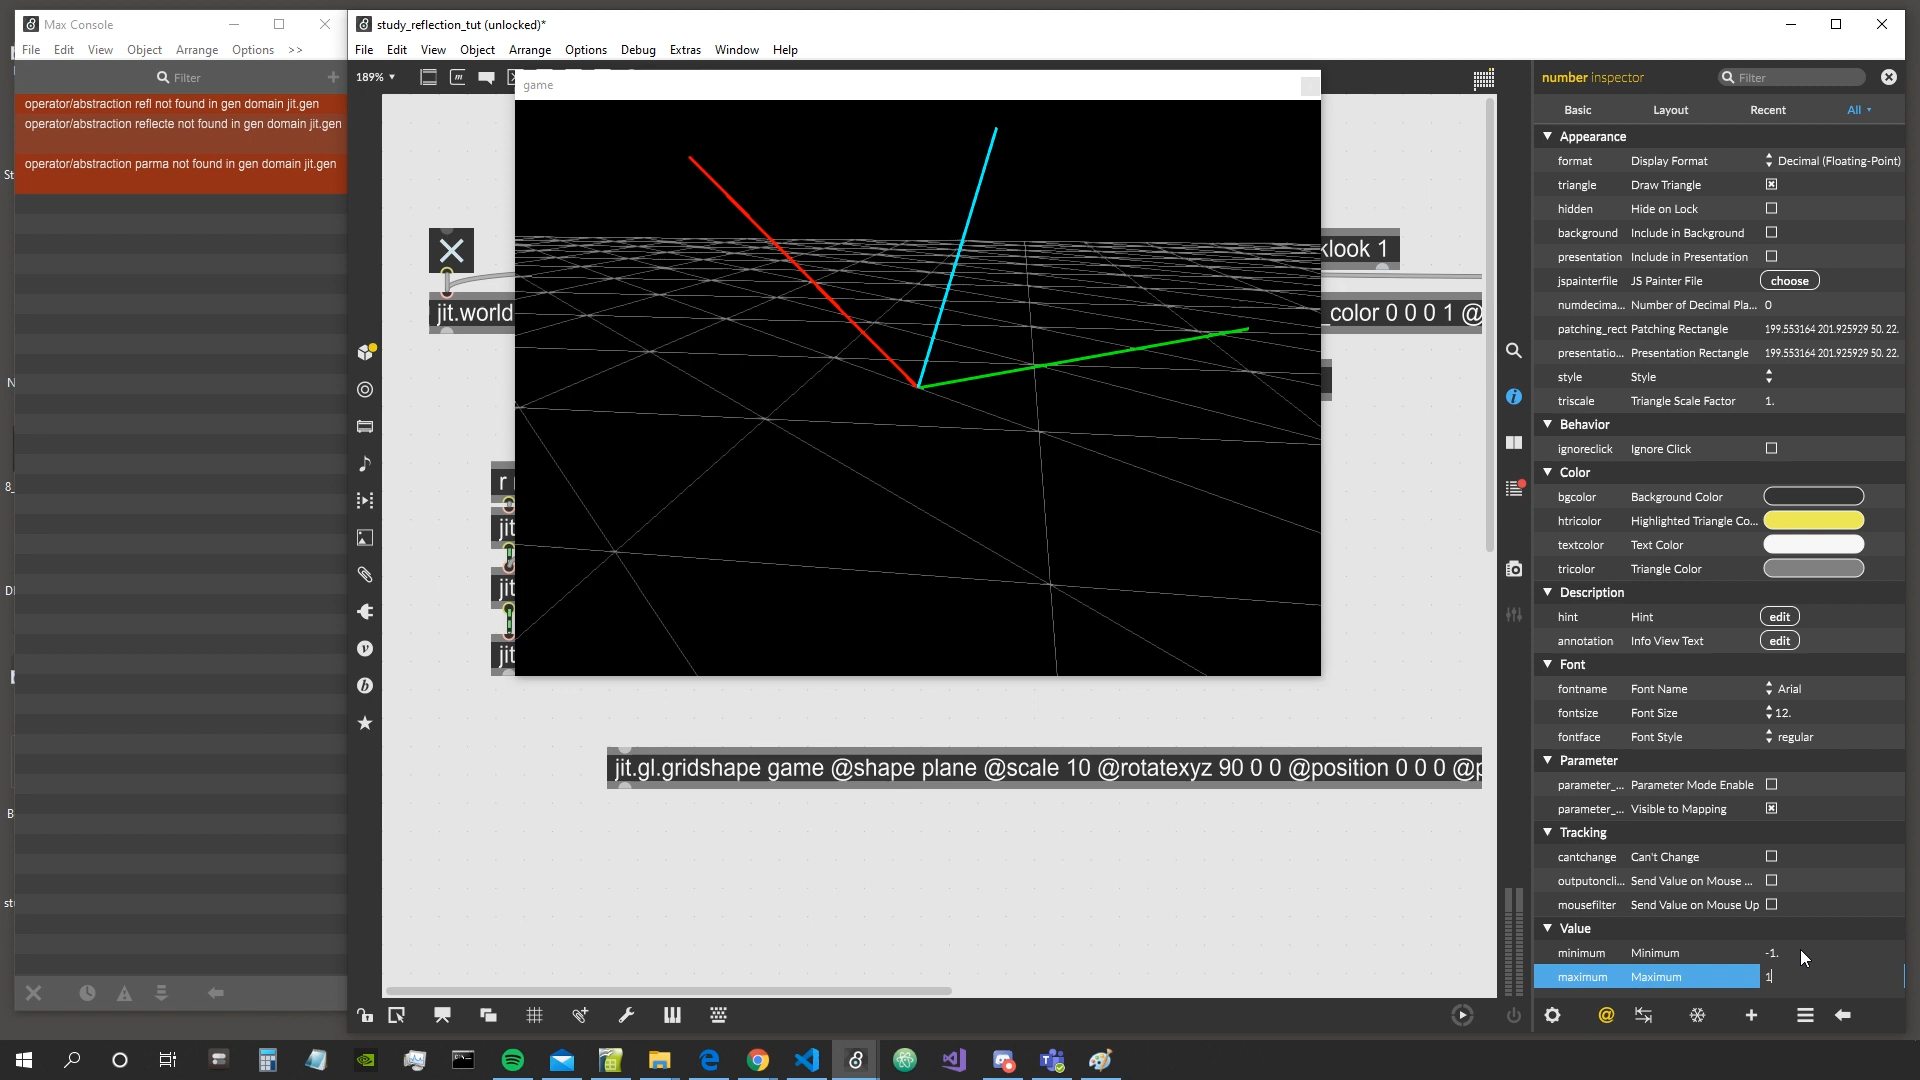 Max Console
File Edit View Object Arrange Options >>
Filter
operator/abstraction refl not found in gen domain jit.gen
operator/abstraction reflecte not found in gen domain jit.gen
operator/abstraction parma not found in gen domain jit.gen
study_reflection_tut (unlocked)*
File Edit View Object Arrange Options Debug Extras Window Help
189%
game
klook 1
jit.world
_color 0 0 0 1 @
r
jit
jit
jit
jit.gl.gridshape game @shape plane @scale 10 @rotatexyz 90 0 0 @position 0 0 0 @p
number inspector
Filter
Basic Layout Recent All
Appearance
format Display Format Decimal (Floating-Point)
triangle Draw Triangle
hidden Hide on Lock
background Include in Background
presentation Include in Presentation
jspainterfile JS Painter File choose
numdecima... Number of Decimal Pla... 0
patching_rect Patching Rectangle 199.553164 201.925929 50. 22.
presentatio... Presentation Rectangle 199.553164 201.925929 50. 22.
style Style
triscale Triangle Scale Factor 1.
Behavior
ignoreclick Ignore Click
Color
bgcolor Background Color
htricolor Highlighted Triangle Co...
textcolor Text Color
tricolor Triangle Color
Description
hint Hint edit
annotation Info View Text edit
Font
fontname Font Name Arial
fontsize Font Size 12.
fontface Font Style regular
Parameter
parameter_... Parameter Mode Enable
parameter_... Visible to Mapping
Tracking
cantchange Can't Change
outputoncli... Send Value on Mouse ...
mousefilter Send Value on Mouse Up
Value
minimum Minimum -1.
maximum Maximum 1